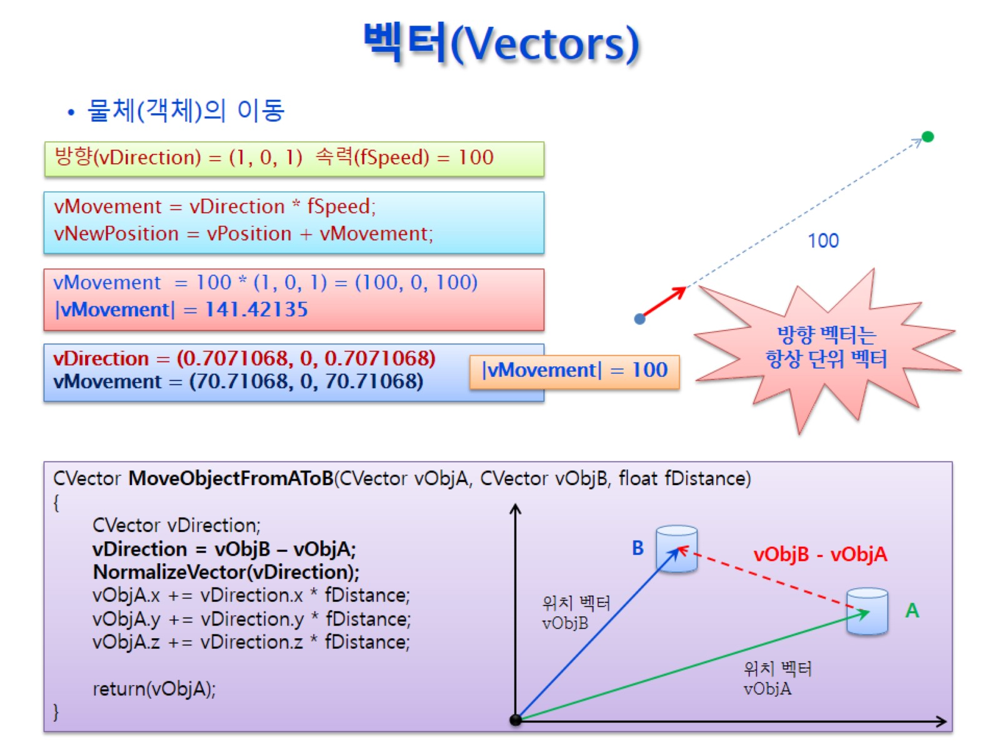 벡터(Vectors)
• 물체(객체)의 이동
방향(vDirection) = (1, 0, 1)  속력(fSpeed) = 100
vMovement = vDirection * fSpeed;
vNewPosition = vPosition + vMovement;
vMovement  = 100 * (1, 0, 1) = (100, 0, 100)
|vMovement| = 141.42135
vDirection = (0.7071068, 0, 0.7071068)
vMovement = (70.71068, 0, 70.71068)
|vMovement| = 100
100
방향 벡터는
항상 단위 벡터
CVector MoveObjectFromAToB(CVector vObjA, CVector vObjB, float fDistance)
{
CVector vDirection;
vDirection = vObjB – vObjA;
NormalizeVector(vDirection);
vObjA.x += vDirection.x * fDistance;
vObjA.y += vDirection.y * fDistance;
vObjA.z += vDirection.z * fDistance;
return(vObjA);
}
B
vObjB - vObjA
A
위치 벡터
vObjB
위치 벡터
vObjA